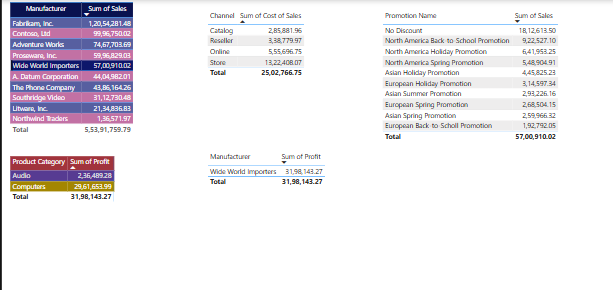 Manufacturer Sum of Sales
Fabrikam, Inc. 1,20,54,281.48
Contoso, Ltd 99,96,750.02
Adventure Works 74,67,703.69
Proseware, Inc. 59,96,829.03
Wide World Importers 57,00,910.02
A. Datum Corporation 44,04,982.01
The Phone Company 43,86,164.26
Southridge Video 31,12,730.48
Litware, Inc. 21,34,836.83
Northwind Traders 1,36,571.97
Total 5,53,91,759.79
Channel Sum of Cost of Sales
Catalog 2,85,881.96
Reseller 3,38,779.97
Online 5,55,696.75
Store 13,22,408.07
Total 25,02,766.75
Promotion Name Sum of Sales
No Discount 18,12,613.50
North America Back-to-School Promotion 9,22,527.10
North America Holiday Promotion 6,41,953.25
North America Spring Promotion 5,48,904.91
Asian Holiday Promotion 4,45,825.23
European Holiday Promotion 3,14,597.34
Asian Summer Promotion 2,93,226.16
European Spring Promotion 2,68,504.15
Asian Spring Promotion 2,59,966.32
European Back-to-Scholl Promotion 1,92,792.05
Total 57,00,910.02
Product Category Sum of Profit
Audio 2,36,489.28
Computers 29,61,653.99
Total 31,98,143.27
Manufacturer Sum of Profit
Wide World Importers 31,98,143.27
Total 31,98,143.27